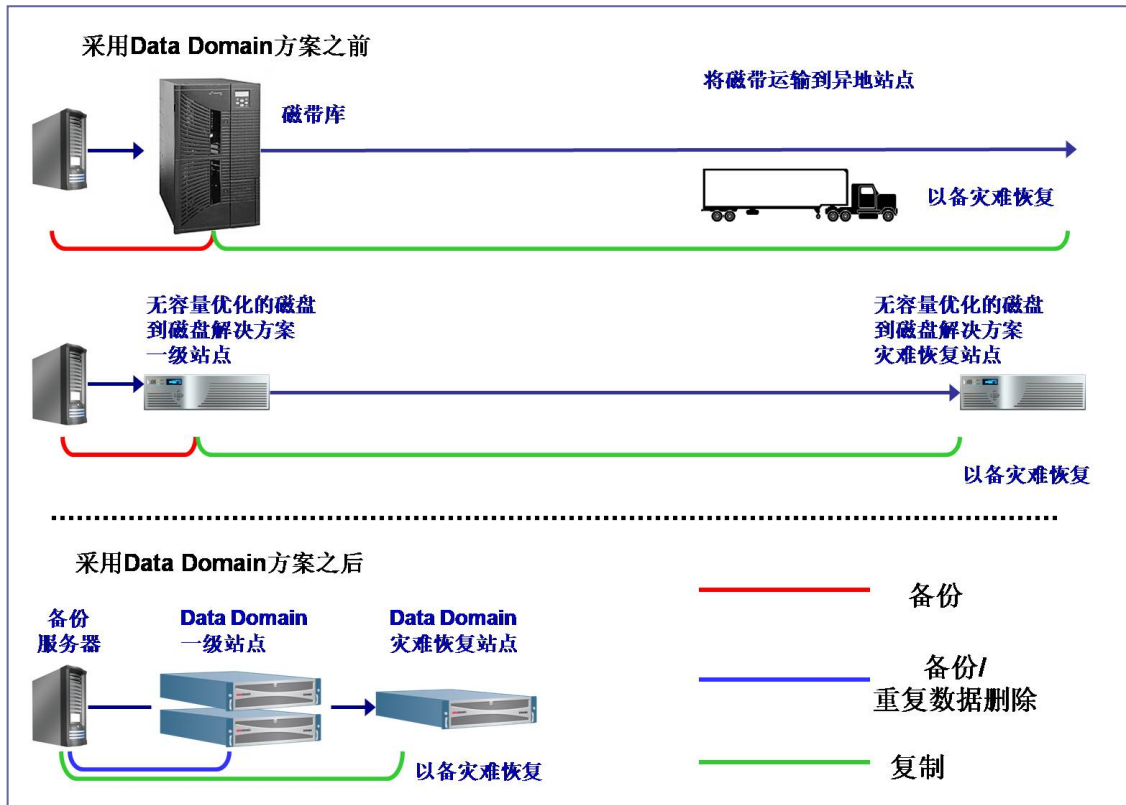 采用Data Domain方案之前
将磁带运输到异地站点
磁带库
以备灾难恢复
无容量优化的磁盘
到磁盘解决方案
一级站点
无容量优化的磁盘
到磁盘解决方案
灾难恢复站点
以备灾难恢复
采用Data Domain方案之后
备份
服务器
Data Domain
一级站点
Data Domain
灾难恢复站点
以备灾难恢复
备份
备份/
重复数据删除
复制